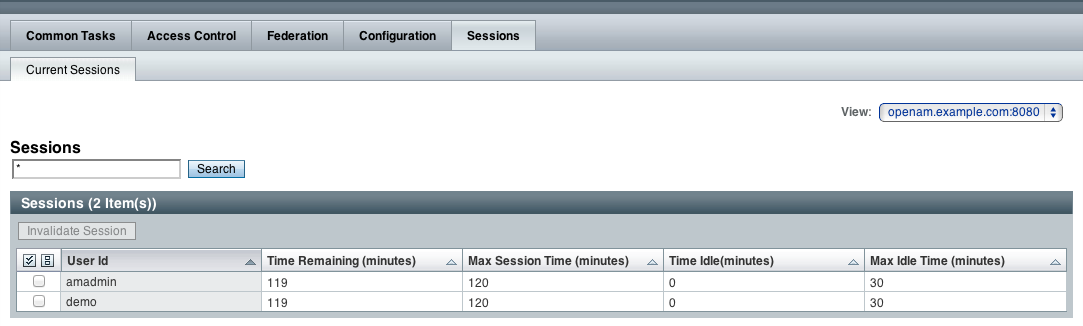 Common Tasks Access Control Federation Configuration Sessions
Current Sessions
View: openam.example.com:8080
Sessions
* Search
Sessions (2 Item(s))
Invalidate Session
User Id Time Remaining (minutes) Max Session Time (minutes) Time Idle(minutes) Max Idle Time (minutes)
amadmin 119 120 0 30
demo 119 120 0 30